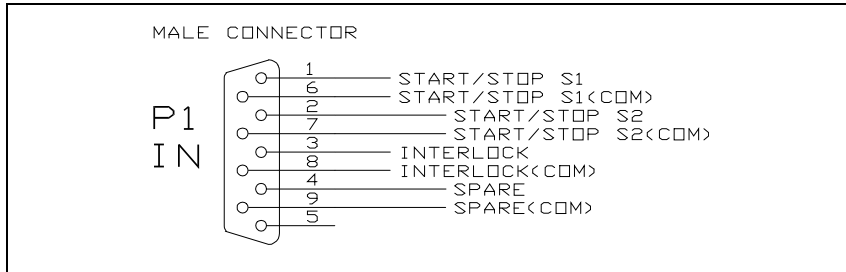 MALE CONNECTOR
P1
IN
1 START/STOP S1
6 START/STOP S1(COM)
2 START/STOP S2
7 START/STOP S2(COM)
3 INTERLOCK
8 INTERLOCK(COM)
4 SPARE
9 SPARE(COM)
5